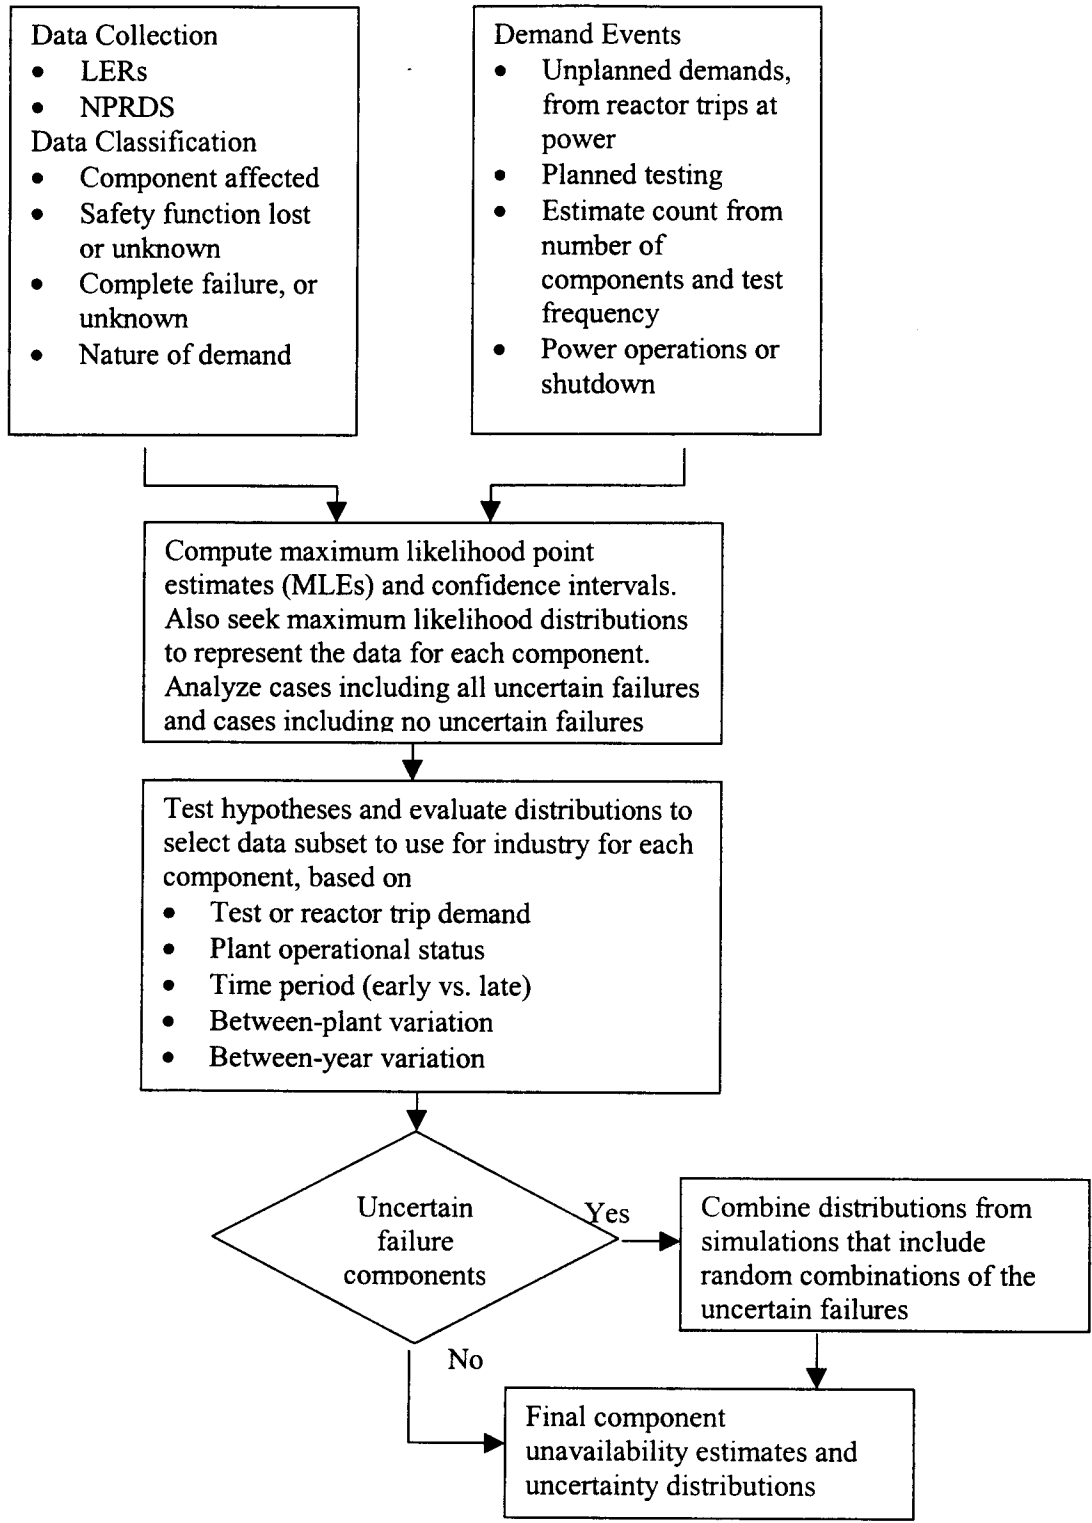 Data Collection
• LERs
• NPRDS
Data Classification
• Component affected
• Safety function lost
or unknown
• Complete failure, or
unknown
• Nature of demand
Demand Events
• Unplanned demands,
from reactor trips at
power
• Planned testing
• Estimate count from
number of
components and test
frequency
• Power operations or
shutdown
Compute maximum likelihood point
estimates (MLEs) and confidence intervals.
Also seek maximum likelihood distributions
to represent the data for each component.
Analyze cases including all uncertain failures
and cases including no uncertain failures
Test hypotheses and evaluate distributions to
select data subset to use for industry for each
component, based on
• Test or reactor trip demand
• Plant operational status
• Time period (early vs. late)
• Between-plant variation
• Between-year variation
Uncertain
failure
components
Yes
Combine distributions from
simulations that include
random combinations of the
uncertain failures
No
Final component
unavailability estimates and
uncertainty distributions